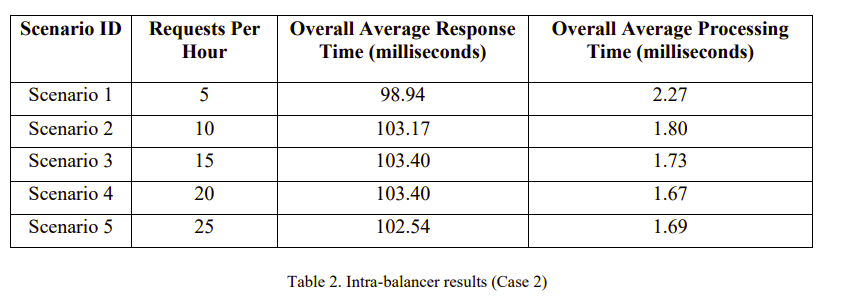 Scenario ID Requests Per Hour Overall Average Response Time (milliseconds) Overall Average Processing Time (milliseconds)
Scenario 1 5 98.94 2.27
Scenario 2 10 103.17 1.80
Scenario 3 15 103.40 1.73
Scenario 4 20 103.40 1.67
Scenario 5 25 102.54 1.69
Table 2. Intra-balancer results (Case 2)